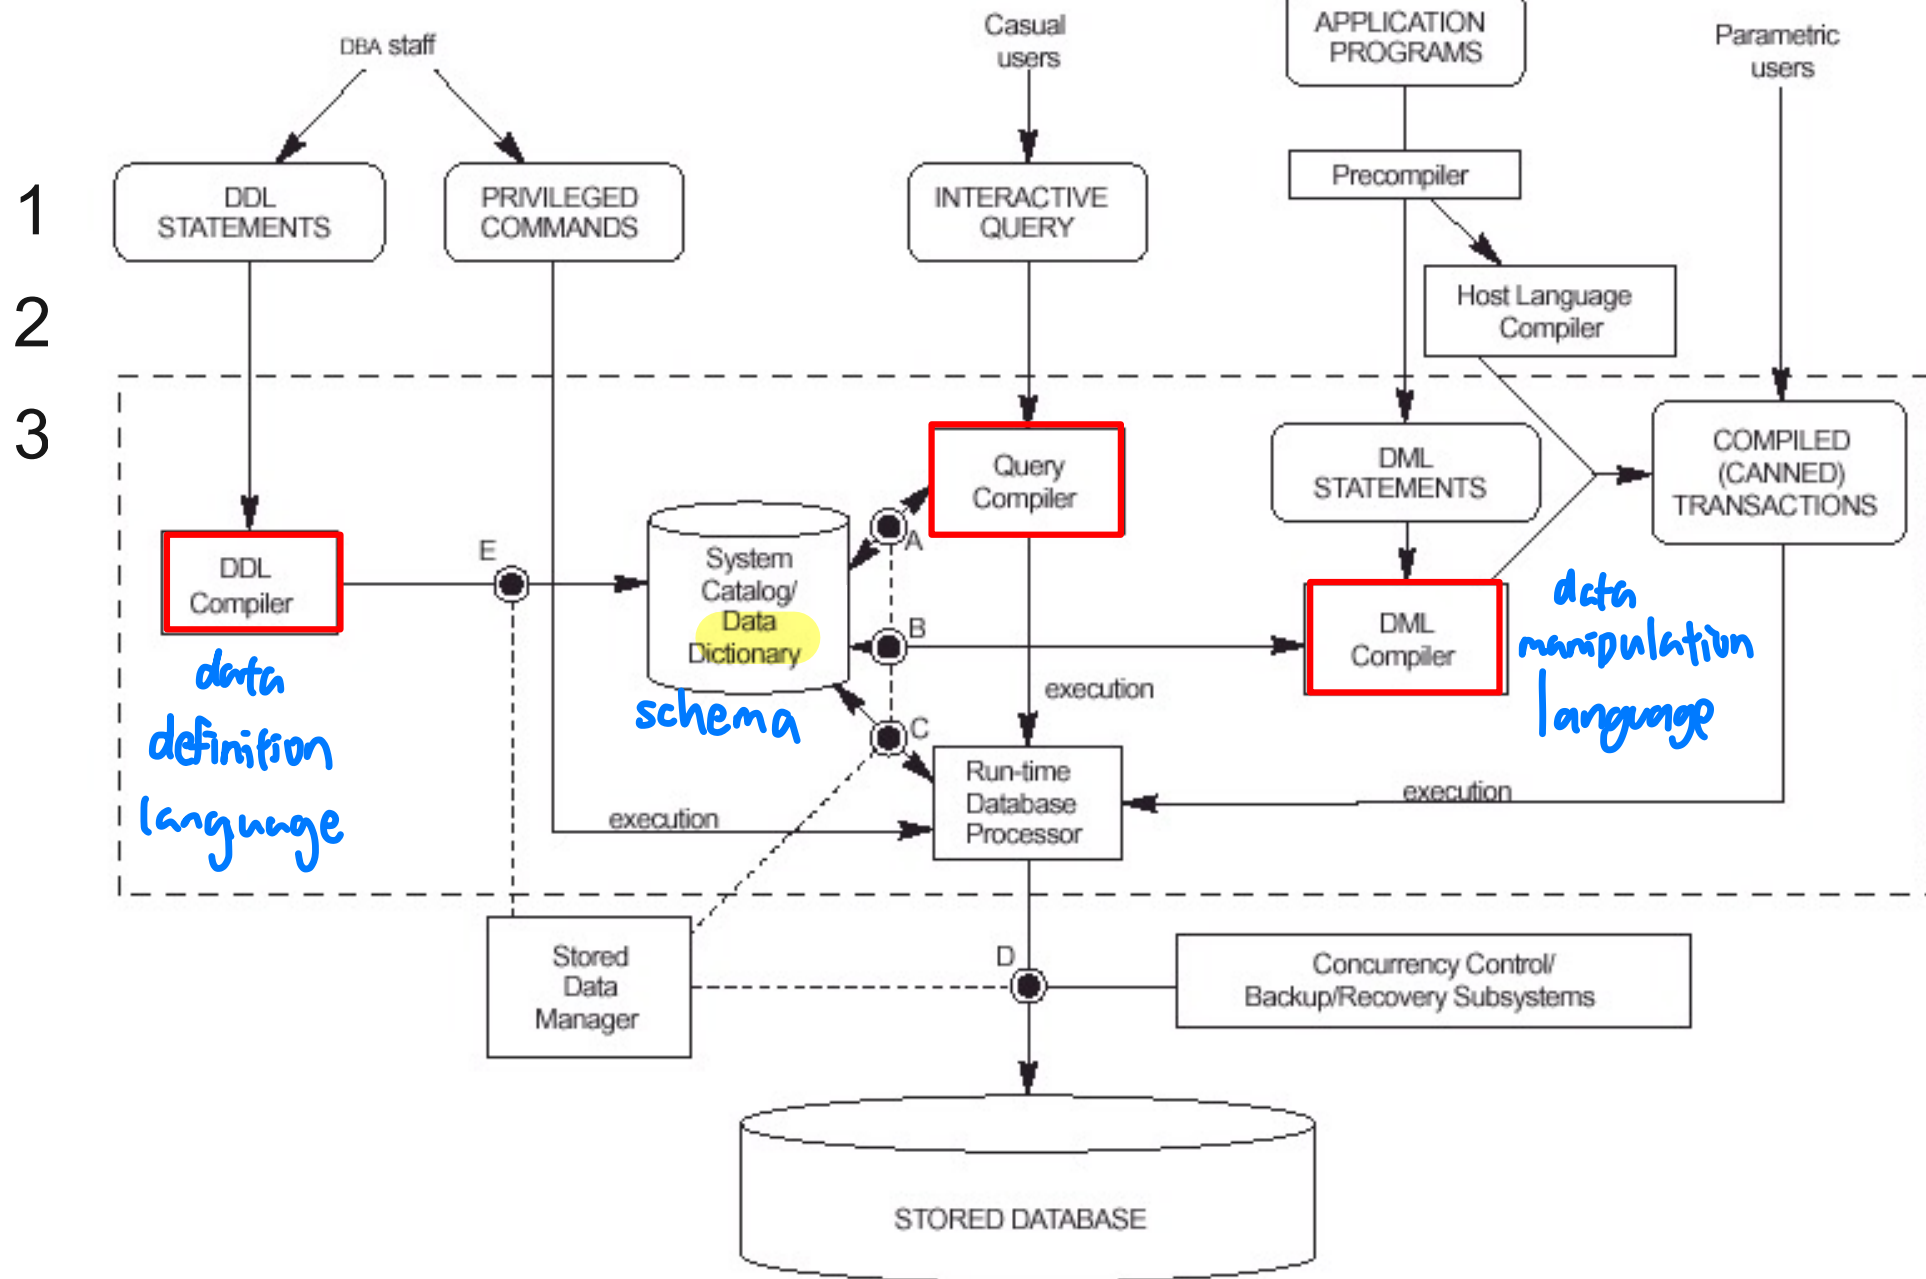 DBA staff
Casual
users
APPLICATION
PROGRAMS
Parametric
users
1
DDL
STATEMENTS
PRIVILEGED
COMMANDS
INTERACTIVE
QUERY
Precompiler
2
Host Language
Compiler
3
Query
Compiler
DML
STATEMENTS
COMPILED
(CANNED)
TRANSACTIONS
DDL
Compiler
E
System
Catalog/
Data
Dictionary
A
B
C
DML
Compiler
data
manipulation
language
data
definition
language
schema
execution
Run-time
Database
Processor
execution
execution
Stored
Data
Manager
D
Concurrency Control/
Backup/Recovery Subsystems
STORED DATABASE